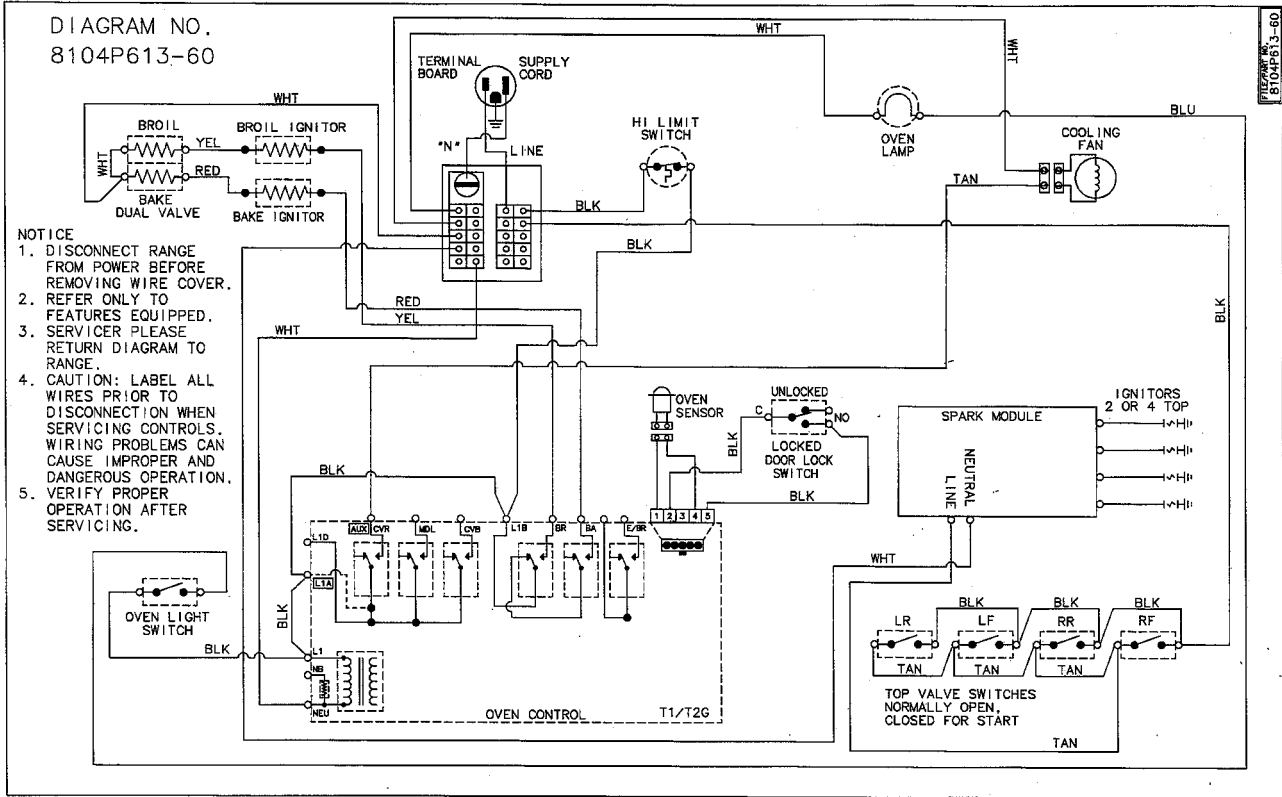 DIAGRAM NO.
8104P613-60
FILE/PART NO.
8104P613-60
WHT
WHT
TERMINAL
BOARD
SUPPLY
CORD
WHT
BROIL
YEL
BROIL IGNITOR
"N"
LINE
HI LIMIT
SWITCH
OVEN
LAMP
BLU
COOLING
FAN
WHT
RED
BAKE
DUAL VALVE
BAKE IGNITOR
BLK
TAN
BLK
NOTICE
1. DISCONNECT RANGE
FROM POWER BEFORE
REMOVING WIRE COVER.
2. REFER ONLY TO
FEATURES EQUIPPED.
3. SERVICER PLEASE
RETURN DIAGRAM TO
RANGE.
4. CAUTION: LABEL ALL
WIRES PRIOR TO
DISCONNECTION WHEN
SERVICING CONTROLS.
WIRING PROBLEMS CAN
CAUSE IMPROPER AND
DANGEROUS OPERATION.
5. VERIFY PROPER
OPERATION AFTER
SERVICING.
RED
YEL
WHT
BLK
OVEN
SENSOR
UNLOCKED
C
NO
LOCKED
DOOR LOCK
SWITCH
BLK
BLK
SPARK MODULE
NEUTRAL
LINE
IGNITORS
2 OR 4 TOP
BLK
1 2 3 4 5
AUX CVR MDL CVB L1B BR BA E/BR
L1D
L1A
BLK
OVEN LIGHT
SWITCH
BLK
L1
NB
NEU
OVEN CONTROL
T1/T2G
WHT
BLK BLK BLK
LR LF RR RF
TAN TAN TAN
TOP VALVE SWITCHES
NORMALLY OPEN,
CLOSED FOR START
TAN